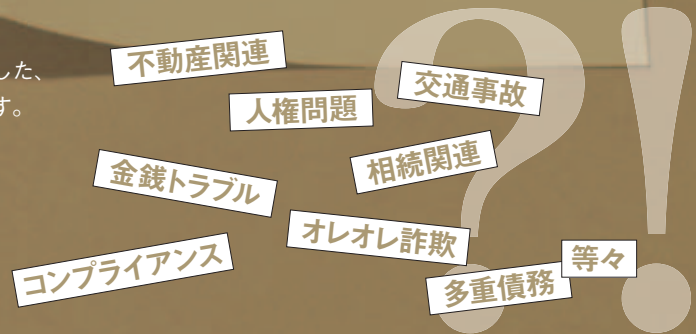 した、
す。
不動産関連
交通事故
人権問題
相続関連
金銭トラブル
オレオレ詐欺
コンプライアンス
多重債務
等々
?!